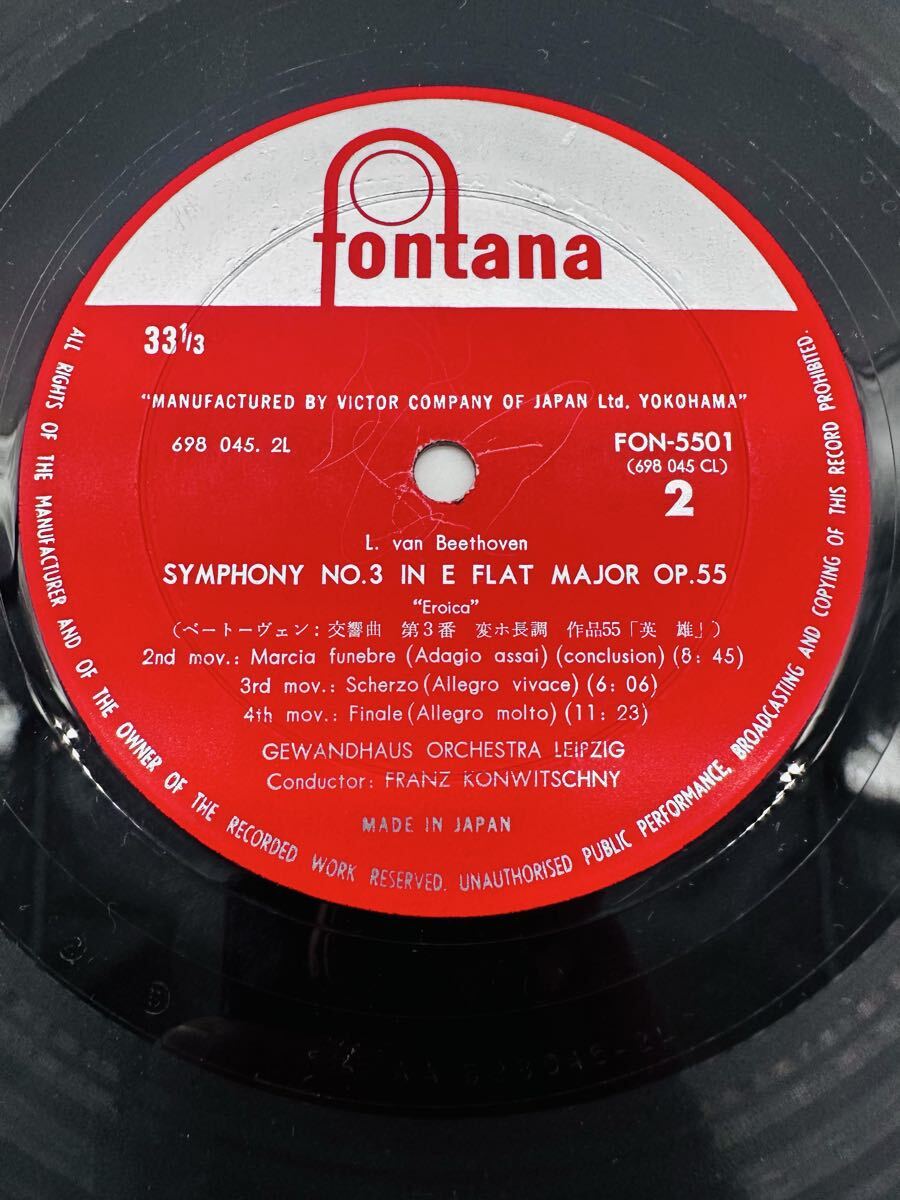 fontana
33 1/3
"MANUFACTURED BY VICTOR COMPANY OF JAPAN Ltd. YOKOHAMA"
698 045. 2L
FON-5501
(698 045 CL)
2
L. van Beethoven
SYMPHONY NO.3 IN E FLAT MAJOR OP.55
"Eroica"
(ベートーヴェン: 交響曲 第3番 変ホ長調 作品55「英 雄」)
2nd mov.: Marcia funebre (Adagio assai) (conclusion) (8: 45)
3rd mov.: Scherzo (Allegro vivace) (6: 06)
4th mov.: Finale (Allegro molto) (11: 23)
GEWANDHAUS ORCHESTRA LEIPZIG
Conductor: FRANZ KONWITSCHNY
MADE IN JAPAN
ALL RIGHTS OF THE MANUFACTURER AND OF THE OWNER OF THE RECORDED WORK RESERVED. UNAUTHORISED PUBLIC PERFORMANCE, BROADCASTING AND COPYING OF THIS RECORD PROHIBITED.